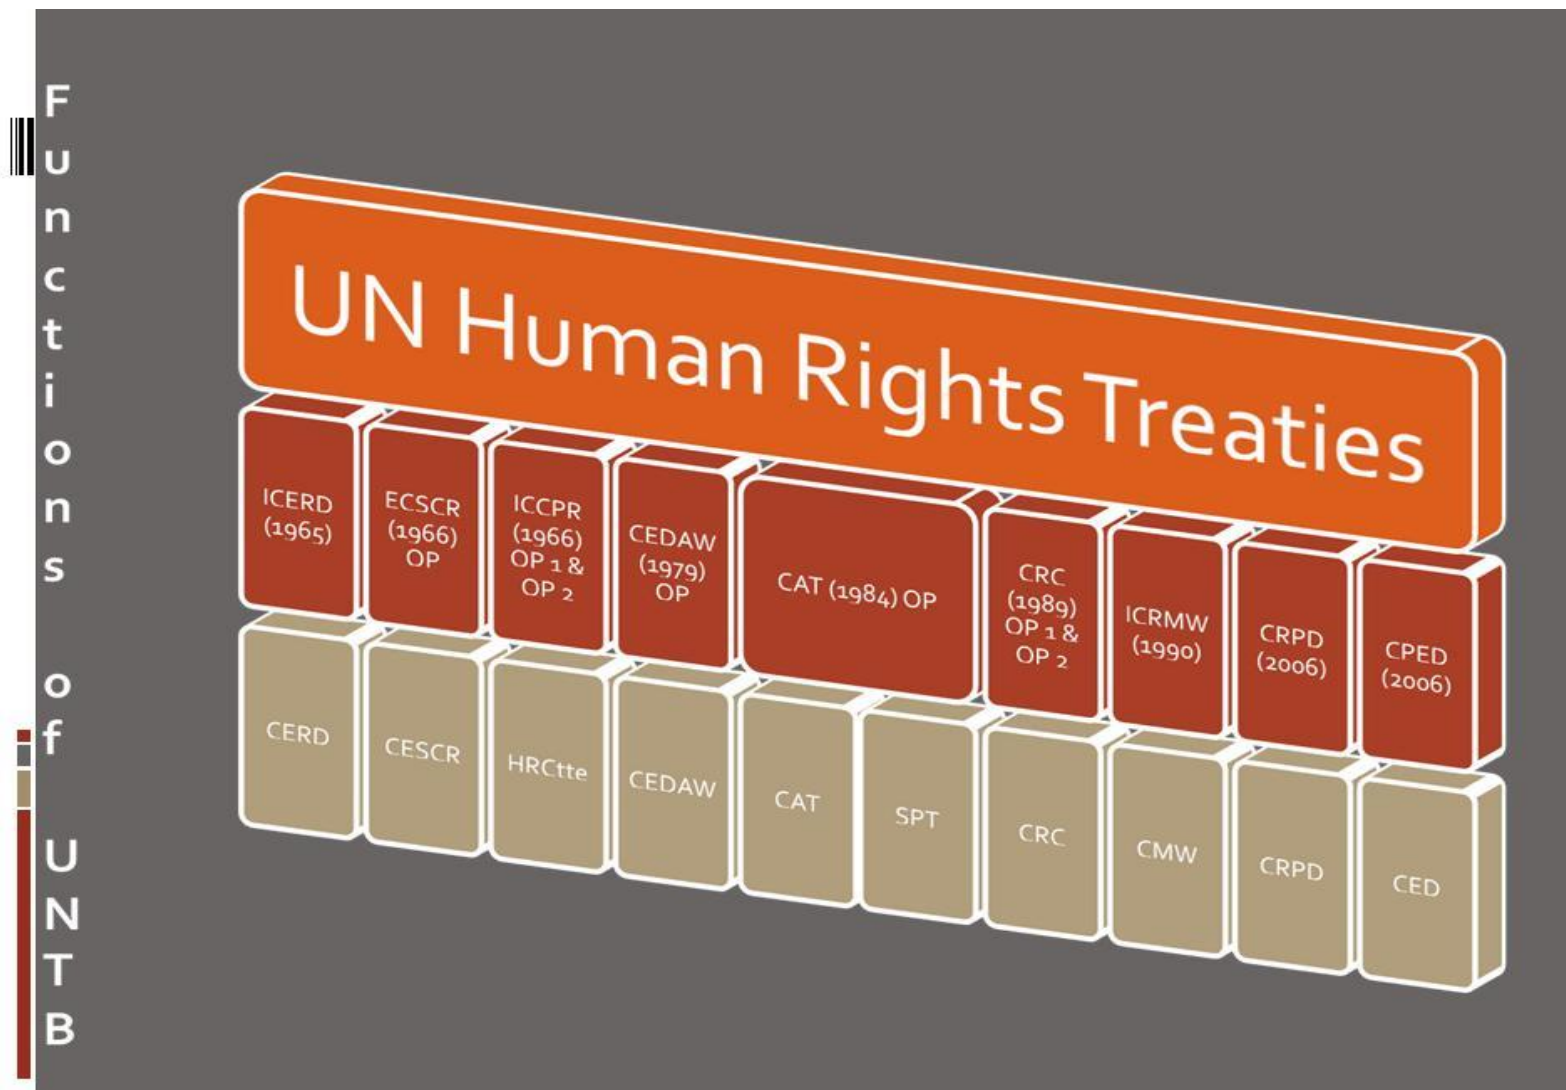 Functions of UNTB
UN Human Rights Treaties
ICERD
(1965)
ECSCR
(1966)
OP
ICCPR
(1966)
OP 1 &
OP 2
CEDAW
(1979)
OP
CAT (1984) OP
CRC
(1989)
OP 1 &
OP 2
ICRMW
(1990)
CRPD
(2006)
CPED
(2006)
CERD
CESCR
HRCtte
CEDAW
CAT
SPT
CRC
CMW
CRPD
CED